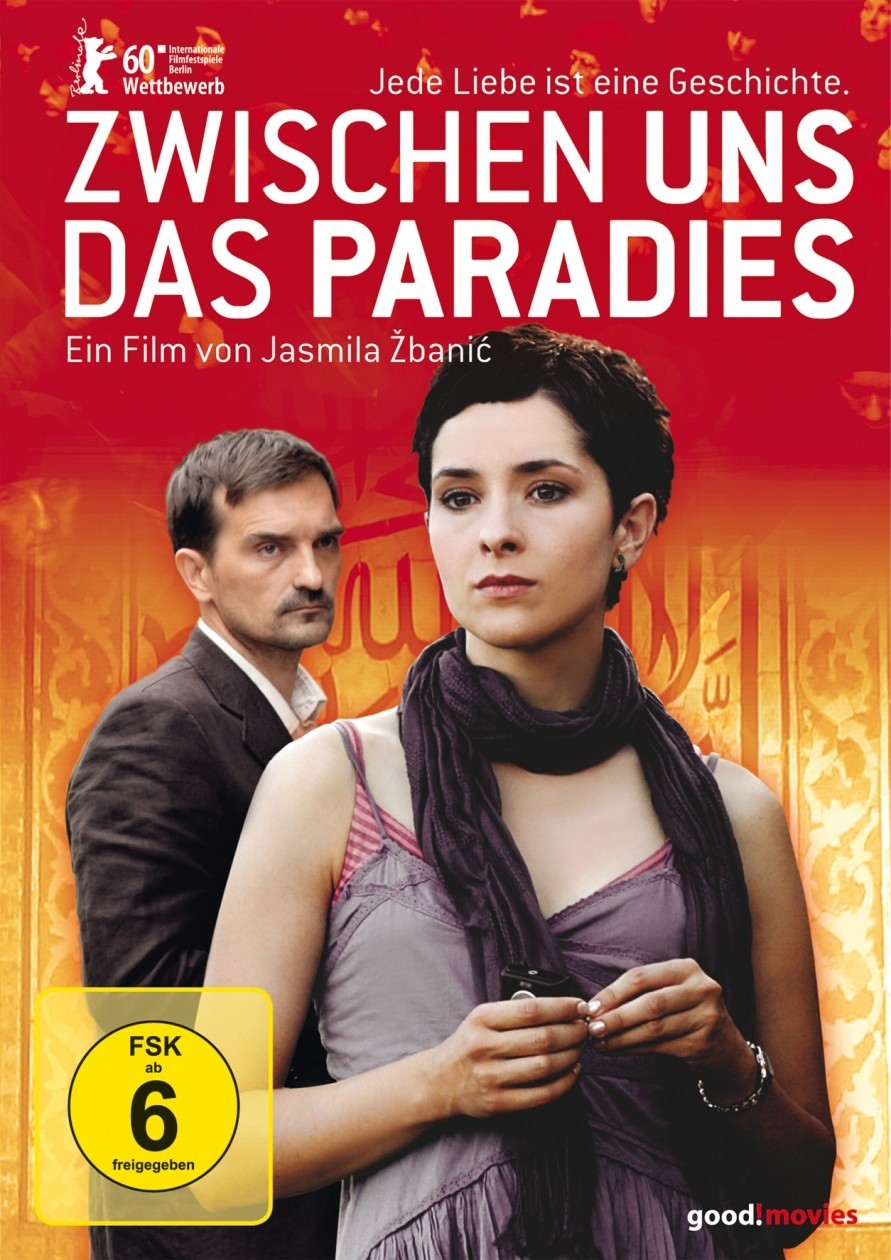 Berlinale
60
Internationale
Filmfestspiele
Berlin
Wettbewerb
Jede Liebe ist eine Geschichte.
ZWISCHEN UNS
DAS PARADIES
Ein Film von Jasmila Žbanić
FSK
ab
6
freigegeben
good!movies